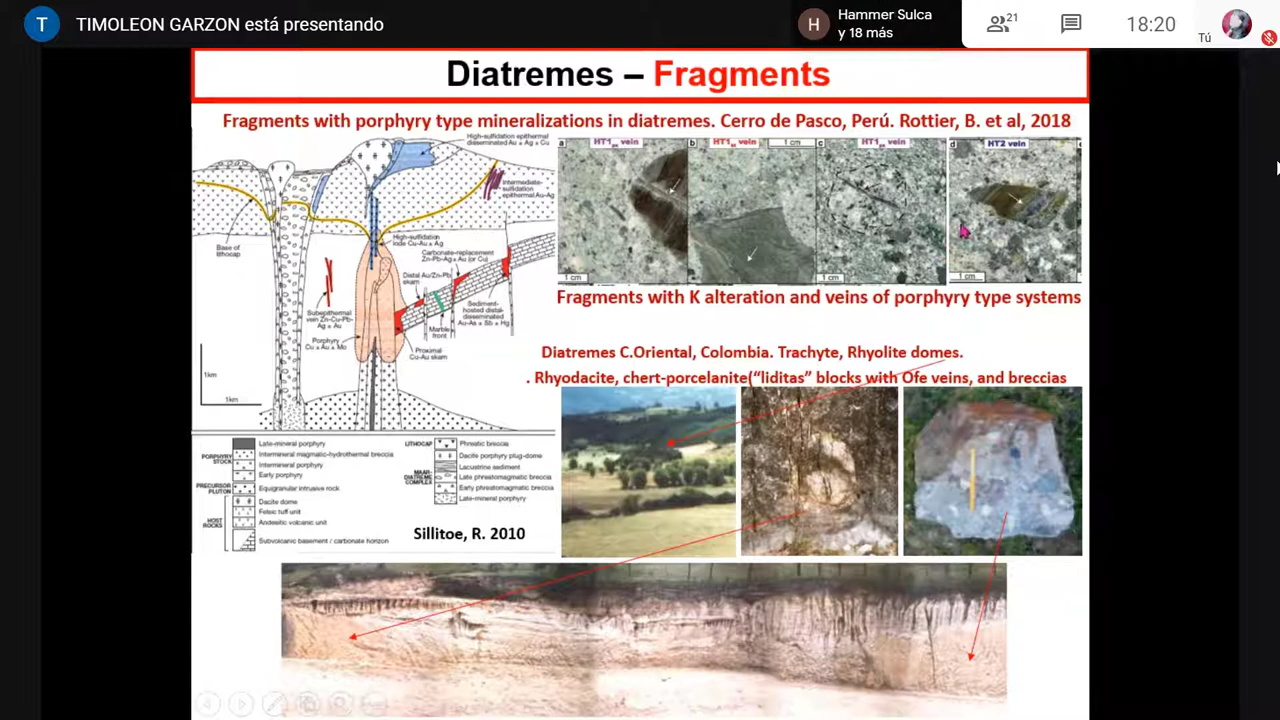 T
TIMOLEON GARZON está presentando
H
Hammer Sulca
y 18 más
21
18:20
Tú
Diatremes – Fragments
Fragments with porphyry type mineralizations in diatremes. Cerro de Pasco, Perú. Rottier, B. et al, 2018
High-sulfidation epithermal
disseminated Au ± Ag ± Cu
Intermediate-
sulfidation
epithermal Au-Ag
Base of
lithocap
High-sulfidation
lode Cu-Au ± Ag
Carbonate-replacement
Zn-Pb-Ag ± Au (or Cu)
Distal Au/Zn-Pb
skarn
Subepithermal
vein Zn-Cu-Pb-
Ag ± Au
Porphyry
Cu ± Au ± Mo
Marble
front
Sediment-
hosted distal-
disseminated
Au-As ± Sb ± Hg
Proximal
Cu-Au skarn
1km
1km
a
HT1 vein
b
HT1 vein
1 cm
c
HT1 vein
d
HT2 vein
1 cm
1 cm
1 cm
Fragments with K alteration and veins of porphyry type systems
Diatremes C.Oriental, Colombia. Trachyte, Rhyolite domes.
. Rhyodacite, chert-porcelanite(“liditas” blocks with Ofe veins, and breccias
PORPHYRY
STOCK
Late-mineral porphyry
Intermineral magmatic-hydrothermal breccia
Intermineral porphyry
Early porphyry
PRECURSOR
PLUTON
Equigranular intrusive rock
HOST
ROCKS
Dacite dome
Felsic tuff unit
Andesitic volcanic unit
Subvolcanic basement / carbonate horizon
LITHOCAP
Phreatic breccia
MAAR-
DIATREME
COMPLEX
Dacite porphyry plug-dome
Lacustrine sediment
Late phreatomagmatic breccia
Early phreatomagmatic breccia
Late-mineral porphyry
Sillitoe, R. 2010